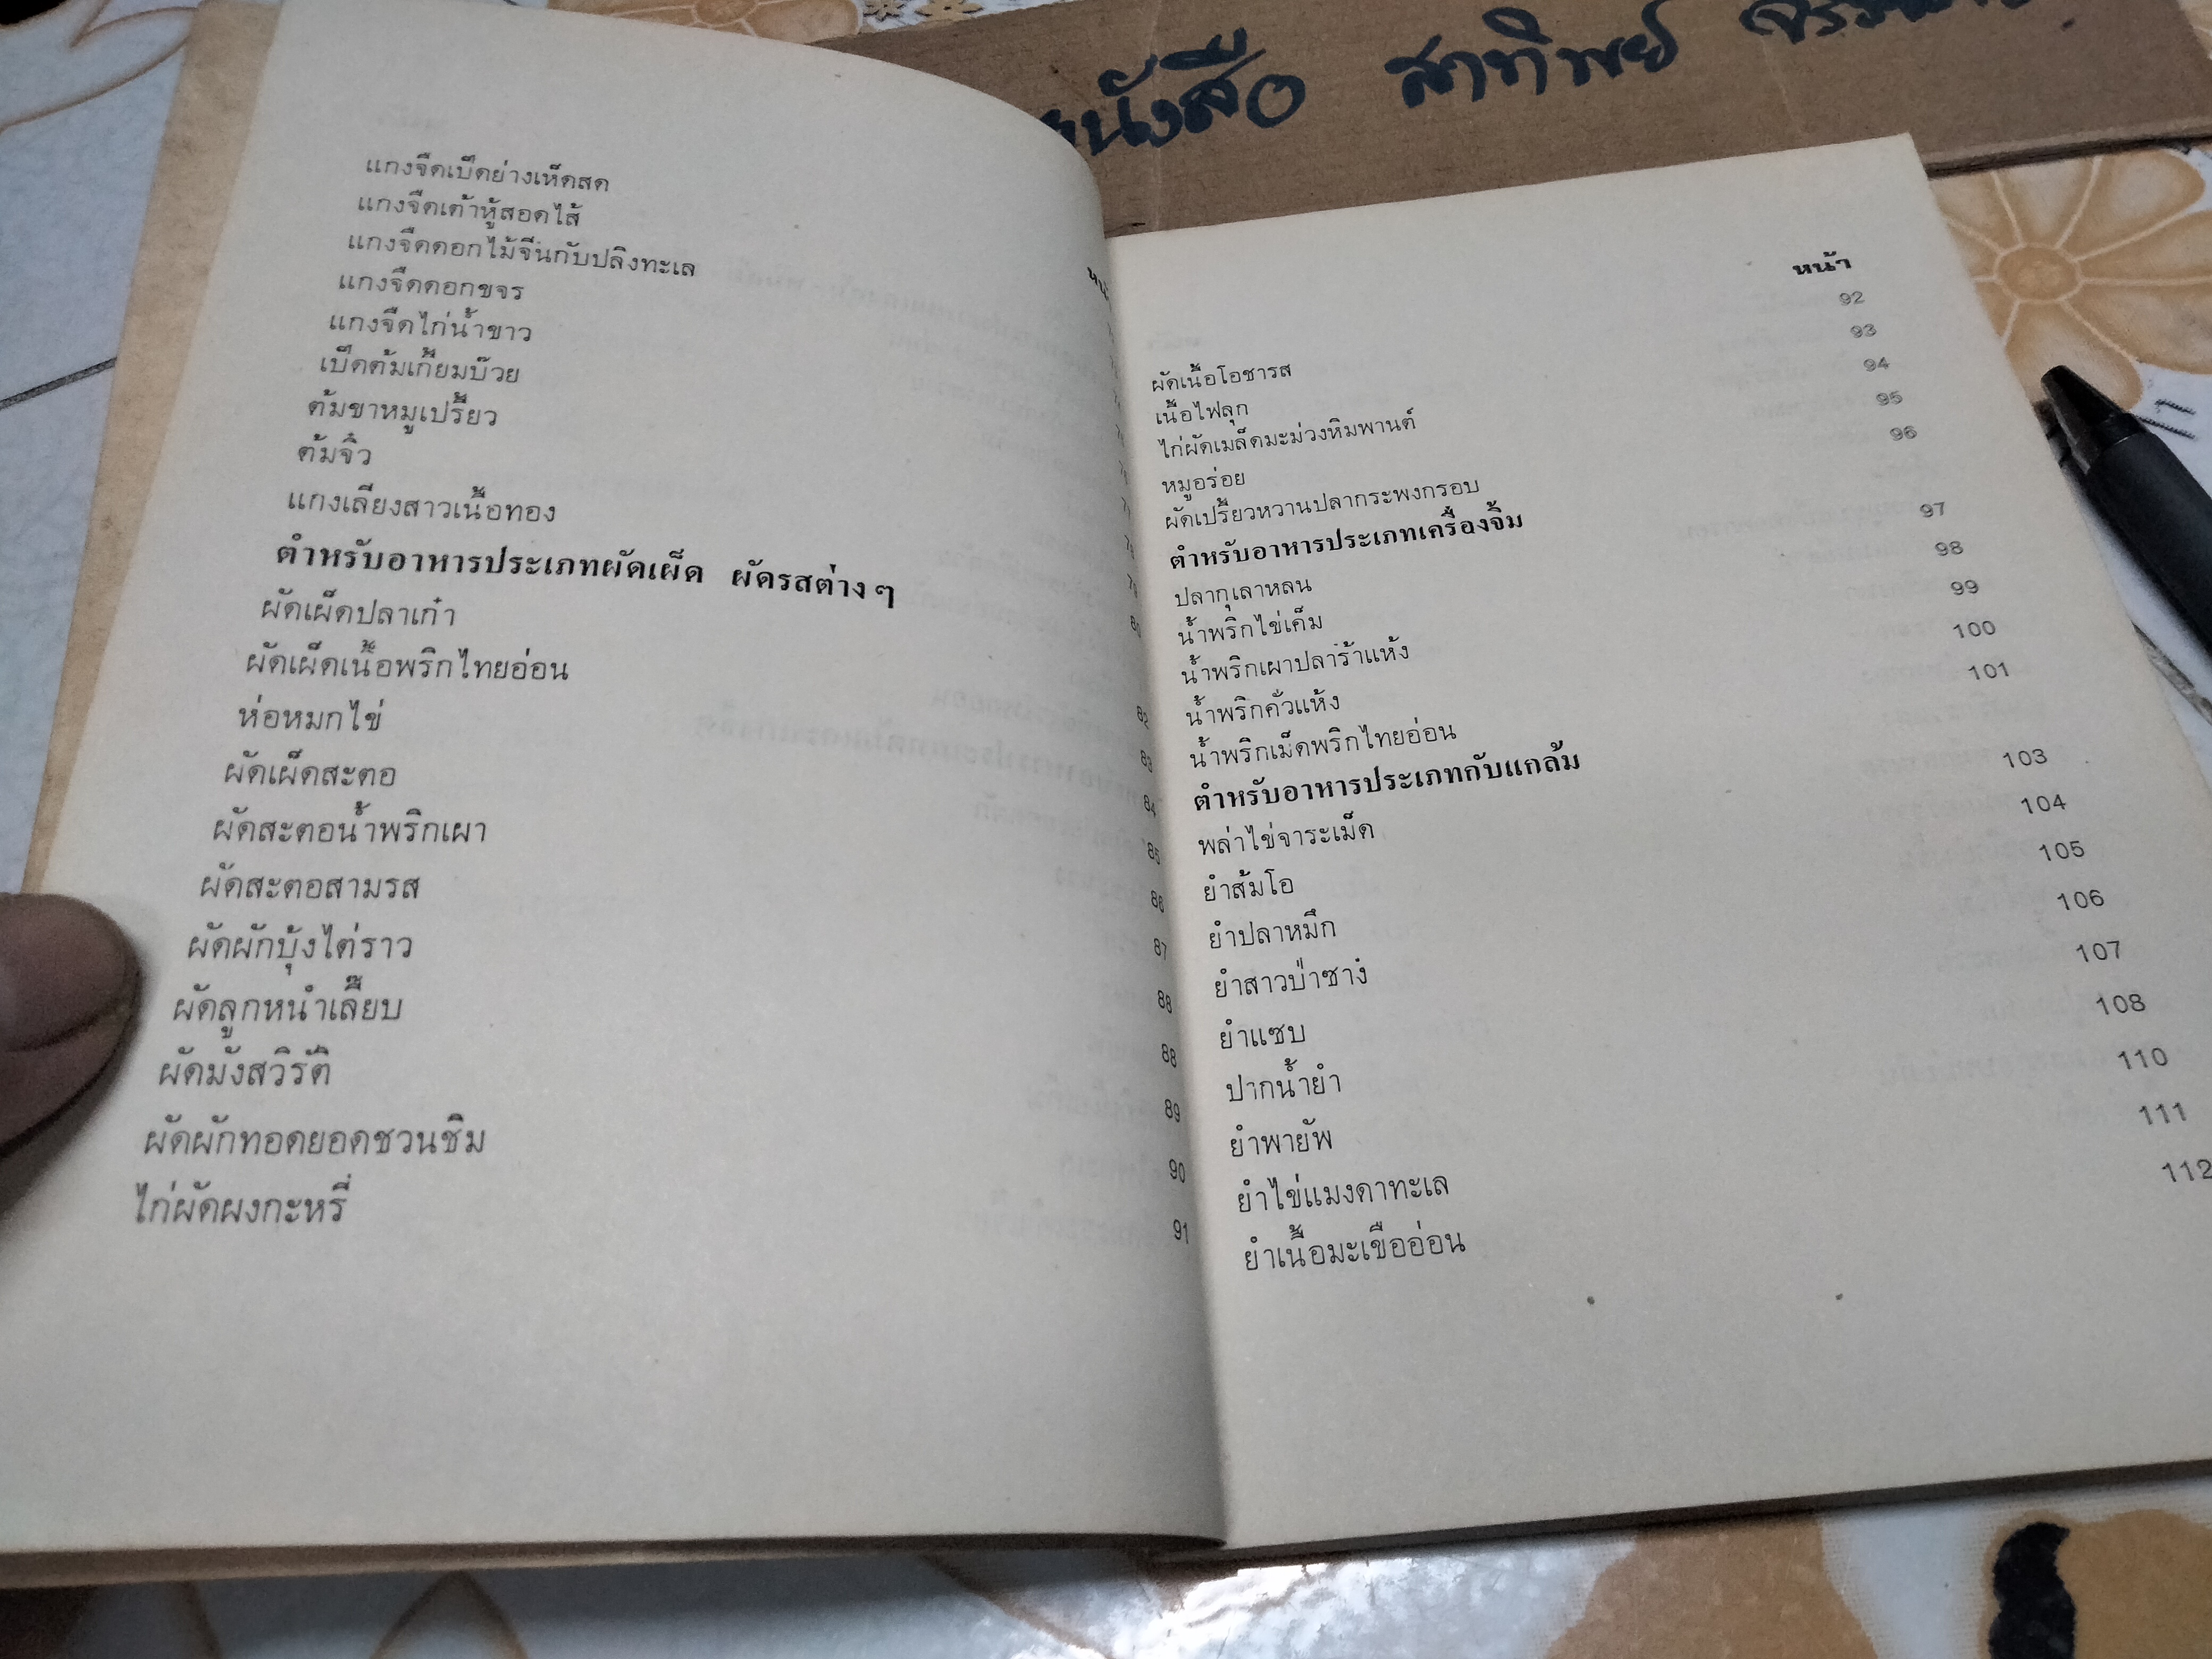 หนังสือ สาทิพย์
แกงจืดเป็ดย่างเห็ดสด
แกงจืดเต้าหู้สอดไส้
แกงจืดดอกไม้จีนกับปลิงทะเล
แกงจืดดอกขจร
แกงจืดไก่น้ำขาว
เป็ดต้มเกี้ยมบ๊วย
ต้มขาหมูเปรี้ยว
ต้มจิ๋ว
แกงเลียงสาวเนื้อทอง
ตำหรับอาหารประเภทผัดเผ็ด ผัดรสต่าง ๆ
ผัดเผ็ดปลาเก๋า 82
ผัดเผ็ดเนื้อพริกไทยอ่อน 83
ห่อหมกไข่ 84
ผัดเผ็ดสะตอ 85
ผัดสะตอน้ำพริกเผา 86
ผัดสะตอสามรส 87
ผัดผักบุ้งไต่ราว 88
ผัดลูกหนำเลี้ยบ 88
ผัดมังสวิรัติ 89
ผัดผักทอดยอดชวนชิม 90
ไก่ผัดผงกะหรี่ 91
หน้า
ผัดเนื้อโอชารส 92
เนื้อไฟลุก 93
ไก่ผัดเมล็ดมะม่วงหิมพานต์ 94
หมูอร่อย 95
ผัดเปรี้ยวหวานปลากระพงกรอบ 96
ตำหรับอาหารประเภทเครื่องจิ้ม
ปลากุเลาหลน 97
น้ำพริกไข่เค็ม 98
น้ำพริกเผาปลาร้าแห้ง 99
น้ำพริกคั่วแห้ง 100
น้ำพริกเม็ดพริกไทยอ่อน 101
ตำหรับอาหารประเภทกับแกล้ม
พล่าไข่จาระเม็ด 103
ยำส้มโอ 104
ยำปลาหมึก 105
ยำสาวป่าซาง 106
ยำแซบ 107
ปากน้ำยำ 108
ยำพายัพ 110
ยำไข่แมงดาทะเล 111
ยำเนื้อมะเขืออ่อน 112